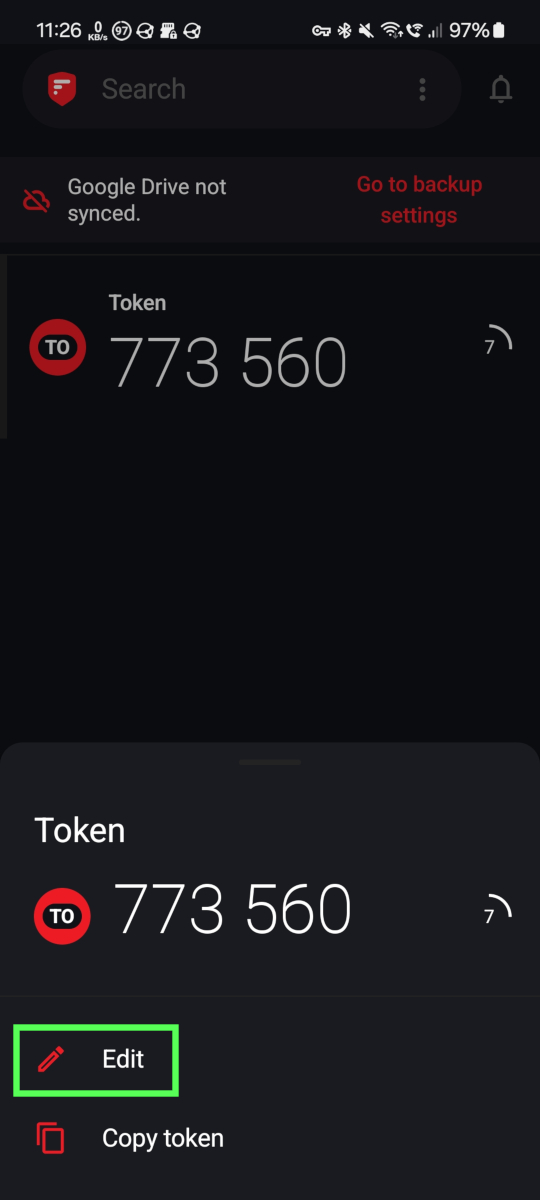 11:26 0 KB/s 97 97%
Search
Google Drive not
synced.
Go to backup
settings
Token
TO 773 560 7
Token
TO 773 560 7
Edit
Copy token